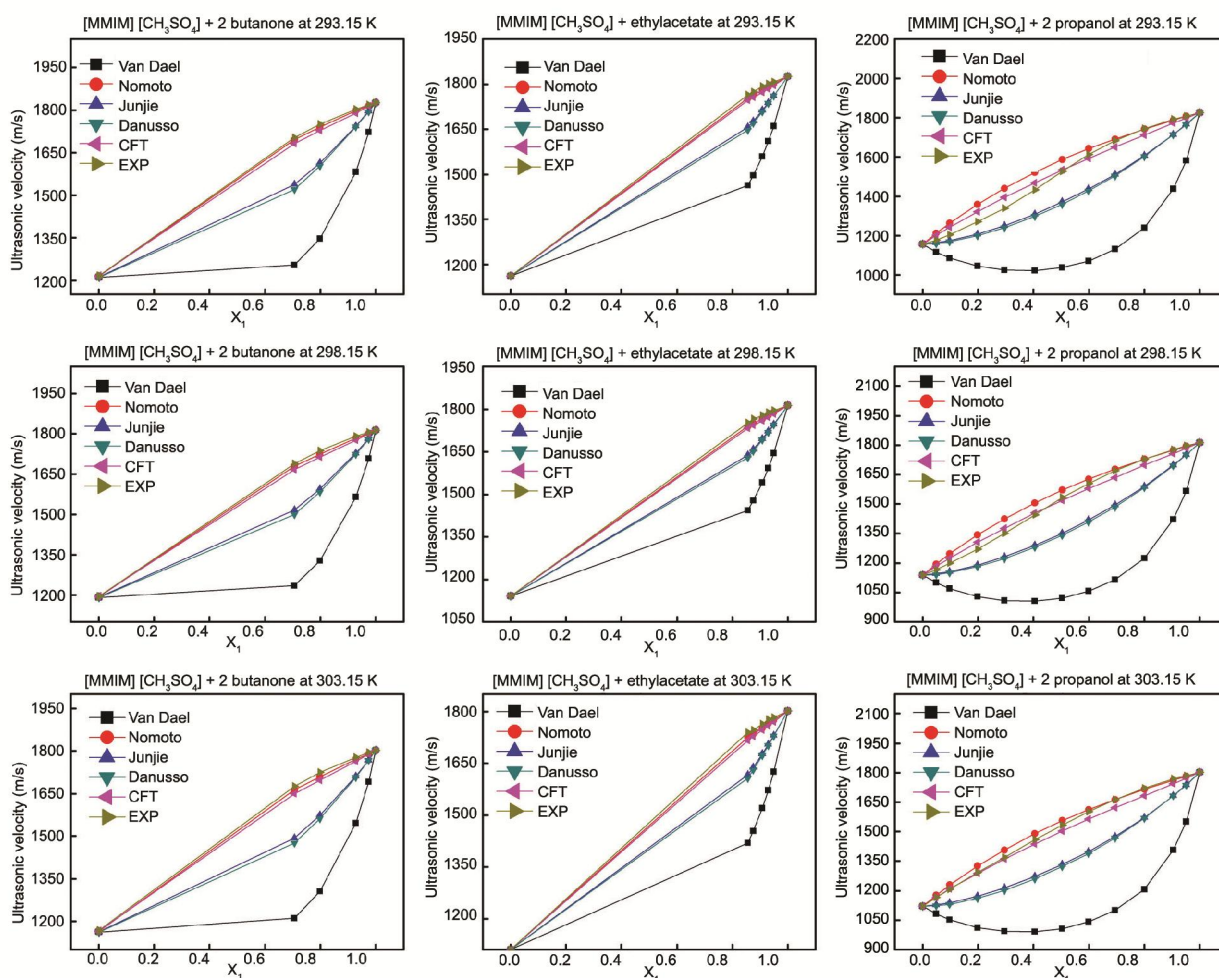 [MMIM] [CH3SO4] + 2 butanone at 293.15 K
1950
1800
1650
1500
1350
1200
Ultrasonic velocity (m/s)
Van Dael
Nomoto
Junjie
Danusso
CFT
EXP
0.0 0.2 0.4 0.6 0.8 1.0
X1
[MMIM] [CH3SO4] + ethylacetate at 293.15 K
1950
1800
1650
1500
1350
1200
Ultrasonic velocity (m/s)
Van Dael
Nomoto
Junjie
Danusso
CFT
EXP
0.0 0.2 0.4 0.6 0.8 1.0
X1
[MMIM] [CH3SO4] + 2 propanol at 293.15 K
2200
2000
1800
1600
1400
1200
1000
Ultrasonic velocity (m/s)
Van Dael
Nomoto
Junjie
Danusso
CFT
EXP
0.0 0.2 0.4 0.6 0.8 1.0
X1
[MMIM] [CH3SO4] + 2 butanone at 298.15 K
1950
1800
1650
1500
1350
1200
Ultrasonic velocity (m/s)
Van Dael
Nomoto
Junjie
Danusso
CFT
EXP
0.0 0.2 0.4 0.6 0.8 1.0
X1
[MMIM] [CH3SO4] + ethylacetate at 298.15 K
1950
1800
1650
1500
1350
1200
1050
Ultrasonic velocity (m/s)
Van Dael
Nomoto
Junjie
Danusso
CFT
EXP
0.0 0.2 0.4 0.6 0.8 1.0
X1
[MMIM] [CH3SO4] + 2 propanol at 298.15 K
2100
1950
1800
1650
1500
1350
1200
1050
900
Ultrasonic velocity (m/s)
Van Dael
Nomoto
Junjie
Danusso
CFT
EXP
0.0 0.2 0.4 0.6 0.8 1.0
X1
[MMIM] [CH3SO4] + 2 butanone at 303.15 K
1950
1800
1650
1500
1350
1200
Ultrasonic velocity (m/s)
Van Dael
Nomoto
Junjie
Danusso
CFT
EXP
0.0 0.2 0.4 0.6 0.8 1.0
X1
[MMIM] [CH3SO4] + ethylacetate at 303.15 K
1800
1650
1500
1350
1200
Ultrasonic velocity (m/s)
Van Dael
Nomoto
Junjie
Danusso
CFT
EXP
0.0 0.2 0.4 0.6 0.8 1.0
X1
[MMIM] [CH3SO4] + 2 propanol at 303.15 K
2100
1950
1800
1650
1500
1350
1200
1050
900
Ultrasonic velocity (m/s)
Van Dael
Nomoto
Junjie
Danusso
CFT
EXP
0.0 0.2 0.4 0.6 0.8 1.0
X1